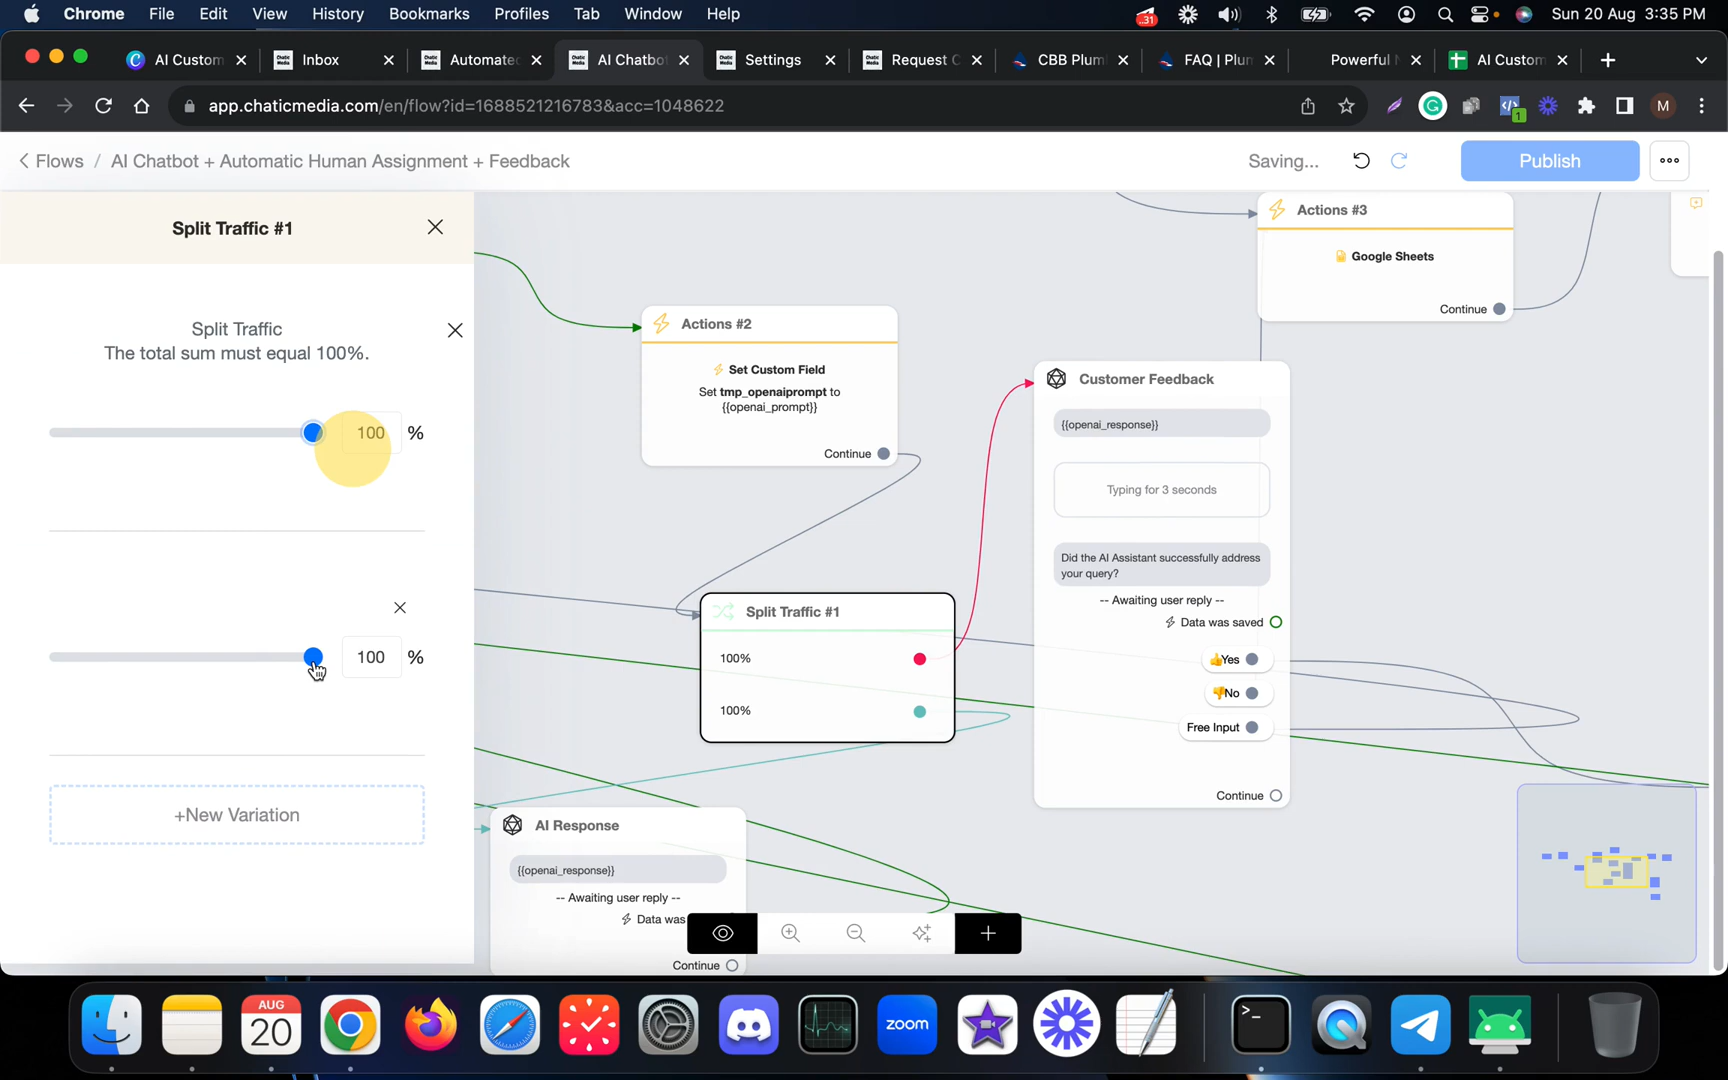 Chrome File Edit View History Bookmarks Profiles Tab Window Help
31
Sun 20 Aug 3:35 PM
AI Custom
Inbox
Automated
AI Chatbot
Settings
Request C
CBB Plum
FAQ | Plum
Powerful
AI Custom
app.chaticmedia.com/en/flow?id=1688521216783&acc=1048622
1
M
Flows / AI Chatbot + Automatic Human Assignment + Feedback
Saving...
Publish
Split Traffic #1
Split Traffic
The total sum must equal 100%.
100 %
100 %
+New Variation
Actions #2
Set Custom Field
Set tmp_openaiprompt to
{{openai_prompt}}
Continue
Split Traffic #1
100%
100%
AI Response
{{openai_response}}
-- Awaiting user reply --
Data was
Continue
Customer Feedback
{{openai_response}}
Typing for 3 seconds
Did the AI Assistant successfully address
your query?
-- Awaiting user reply --
Data was saved
👍Yes
👎No
Free Input
Continue
Actions #3
Google Sheets
Continue
AUG
20
zoom